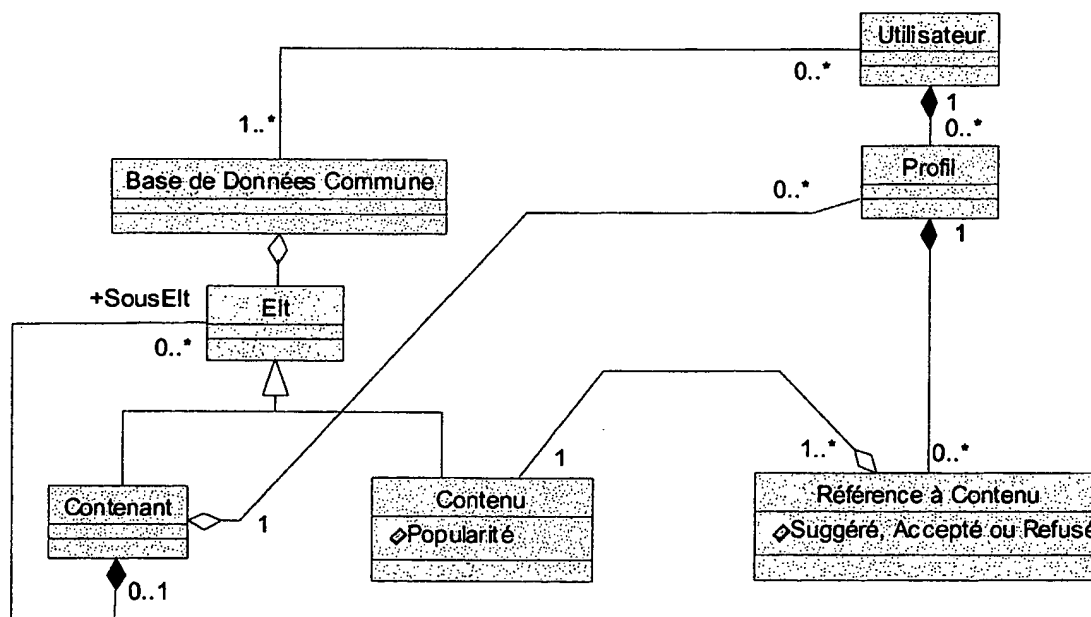 Utilisateur
0..*
1
1..*
0..*
Base de Données Commune
Profil
0..*
1
+SousElt
Elt
0..*
1
1..*
0..*
Contenant
1
Contenu
Popularité
Référence à Contenu
Suggéré, Accepté ou Refusé
0..1